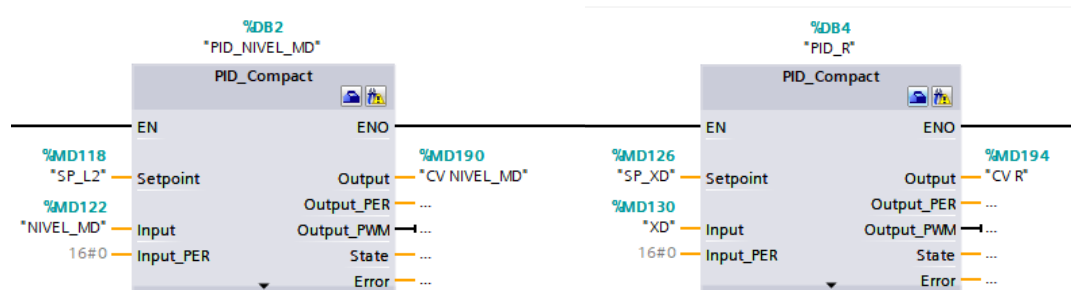 %DB2
"PID_NIVEL_MD"
PID_Compact
EN ENO
%MD118
"SP_L2" Setpoint
%MD190
Output "CV NIVEL_MD"
Output_PER ...
%MD122
"NIVEL_MD" Input
Output_PWM ...
16#0 Input_PER
State ...
Error ...
%DB4
"PID_R"
PID_Compact
EN ENO
%MD126
"SP_XD" Setpoint
%MD194
Output "CV R"
Output_PER ...
%MD130
"XD" Input
Output_PWM ...
16#0 Input_PER
State ...
Error ...